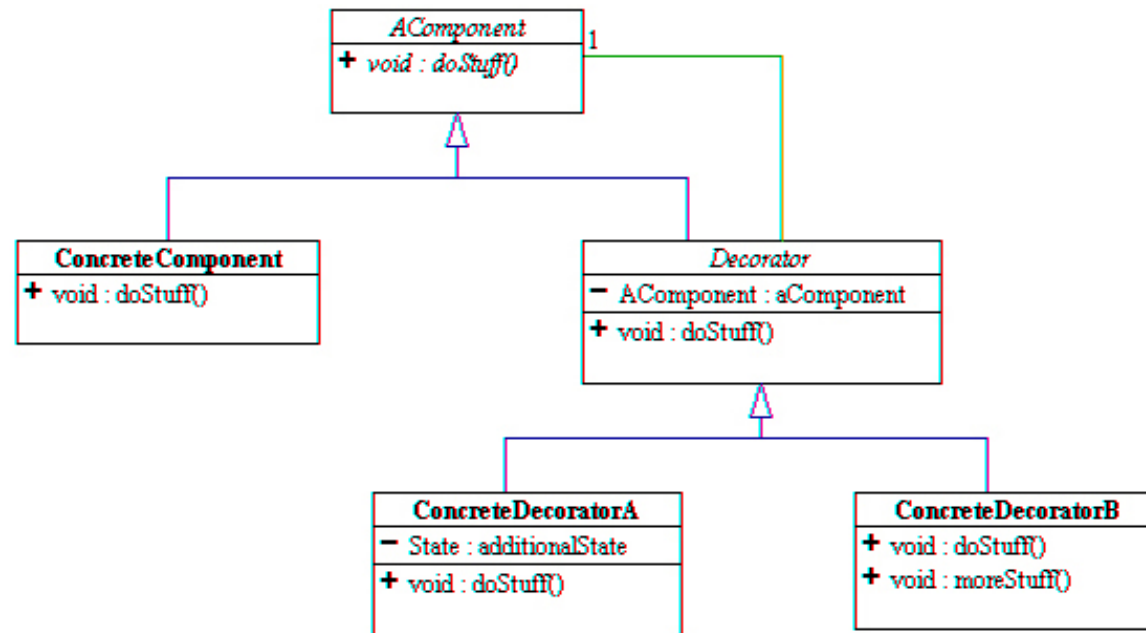 AComponent
1
+ void : doStuff()
ConcreteComponent
+ void : doStuff()
Decorator
- AComponent : aComponent
+ void : doStuff()
ConcreteDecoratorA
- State : additionalState
+ void : doStuff()
ConcreteDecoratorB
+ void : doStuff()
+ void : moreStuff()